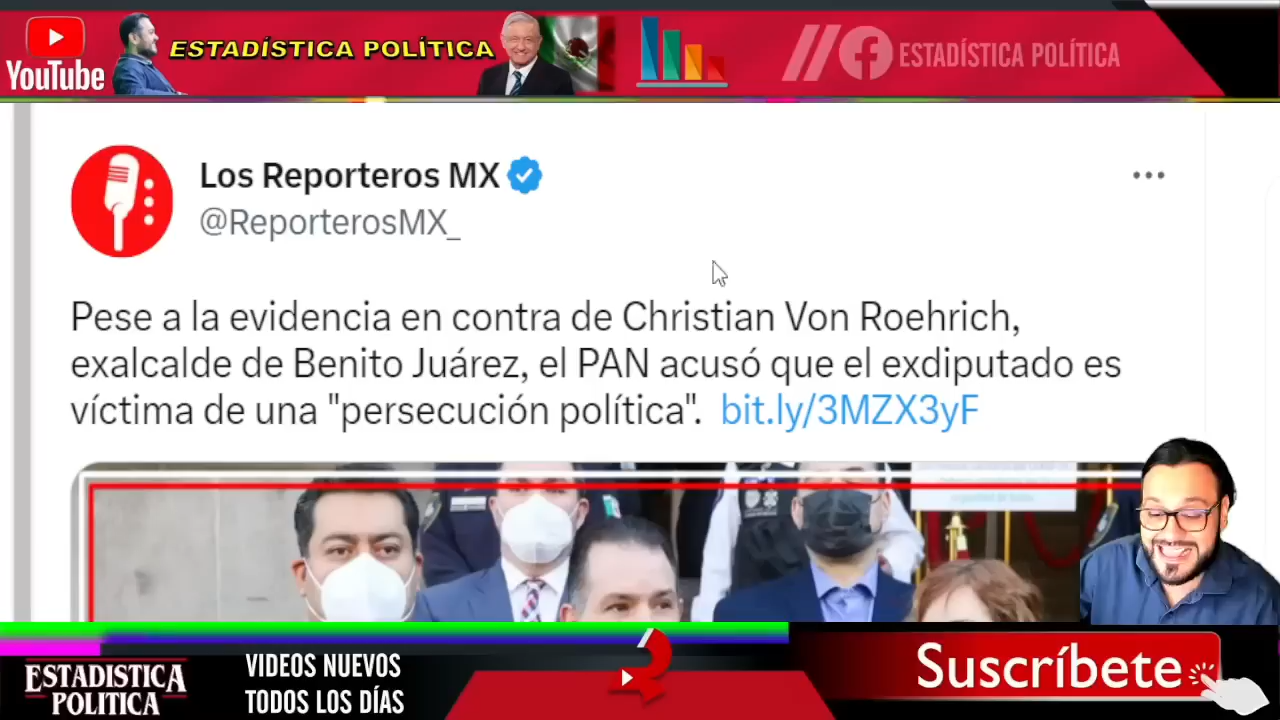 YouTube
ESTADÍSTICA POLÍTICA
ESTADÍSTICA POLÍTICA
Los Reporteros MX
@ReporterosMX_
Pese a la evidencia en contra de Christian Von Roehrich,
exalcalde de Benito Juárez, el PAN acusó que el exdiputado es
víctima de una "persecución política". bit.ly/3MZX3yF
ESTADISTICA
POLÍTICA
VIDEOS NUEVOS
TODOS LOS DÍAS
Suscríbete